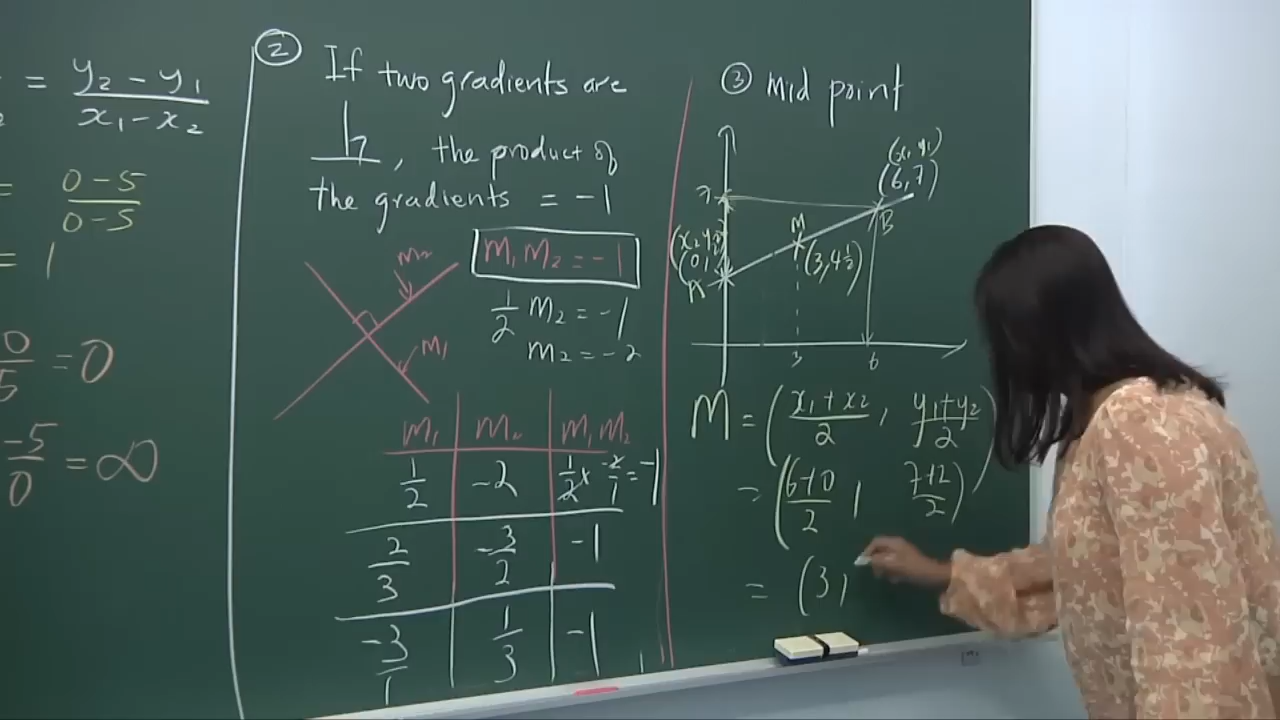 = y₂ - y₁ / x₁ - x₂
= 0-5 / 0-5
= 1
0/5 = 0
-5/0 = ∞
② If two gradients are
, the product of
the gradients = -1
m₁ m₂ = -1
m₂
m₁
1/2 m₂ = -1
m₂ = -2
m₁ m₂ m₁ m₂
1/2 -2 1/2 × -2/1 = -1
2/3 -3/2 -1
-3/1 1/3 -1
③ Mid point
(x₁, y₁)
(6, 7)
7
B
M
(x₂, y₂)
(3, 4 1/2)
A
3 6
M = (x₁ + x₂ / 2 , y₁ + y₂ / 2)
= (6+0 / 2 , 7+2 / 2)
= (3,